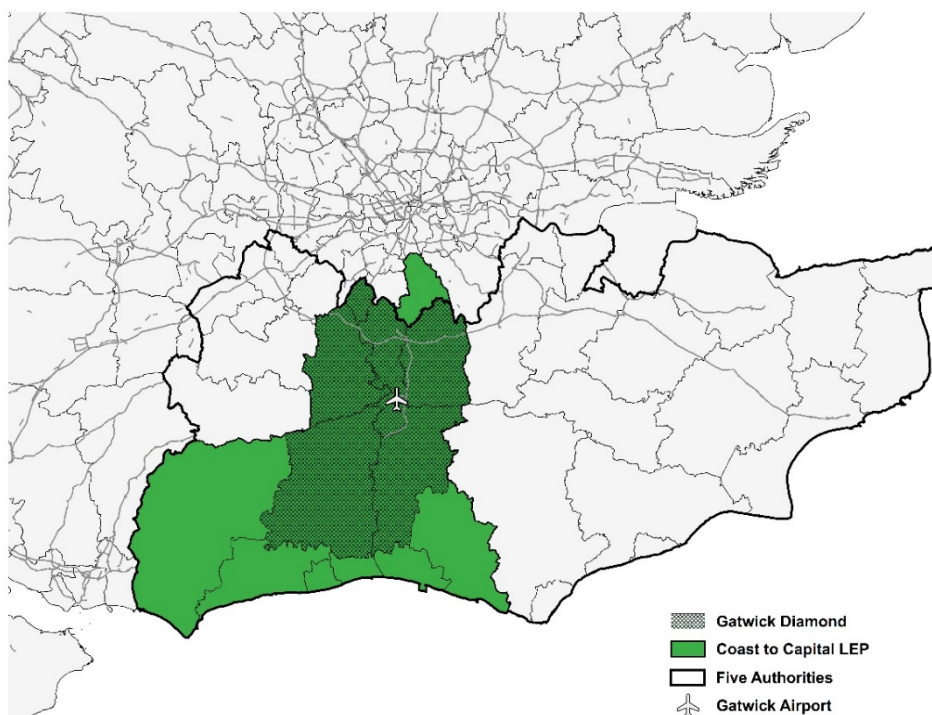 Gatwick Diamond
Coast to Capital LEP
Five Authorities
Gatwick Airport